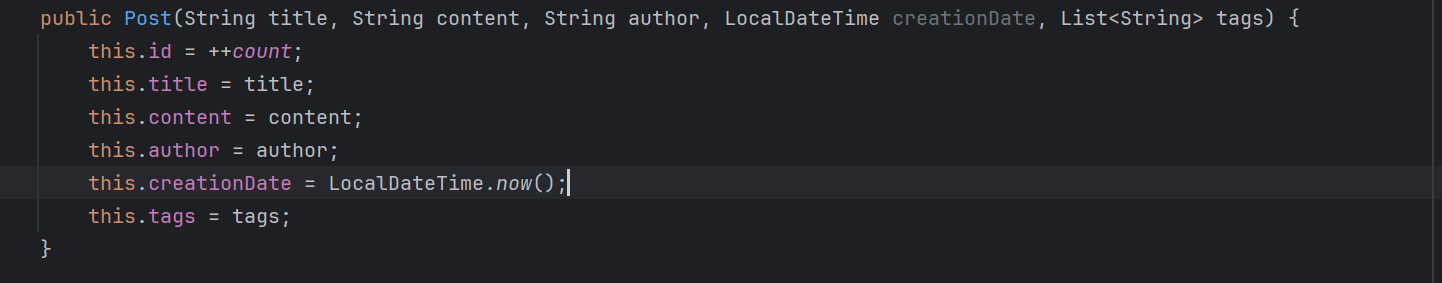 public Post(String title, String content, String author, LocalDateTime creationDate, List<String> tags) {
    this.id = ++count;
    this.title = title;
    this.content = content;
    this.author = author;
    this.creationDate = LocalDateTime.now();
    this.tags = tags;
}